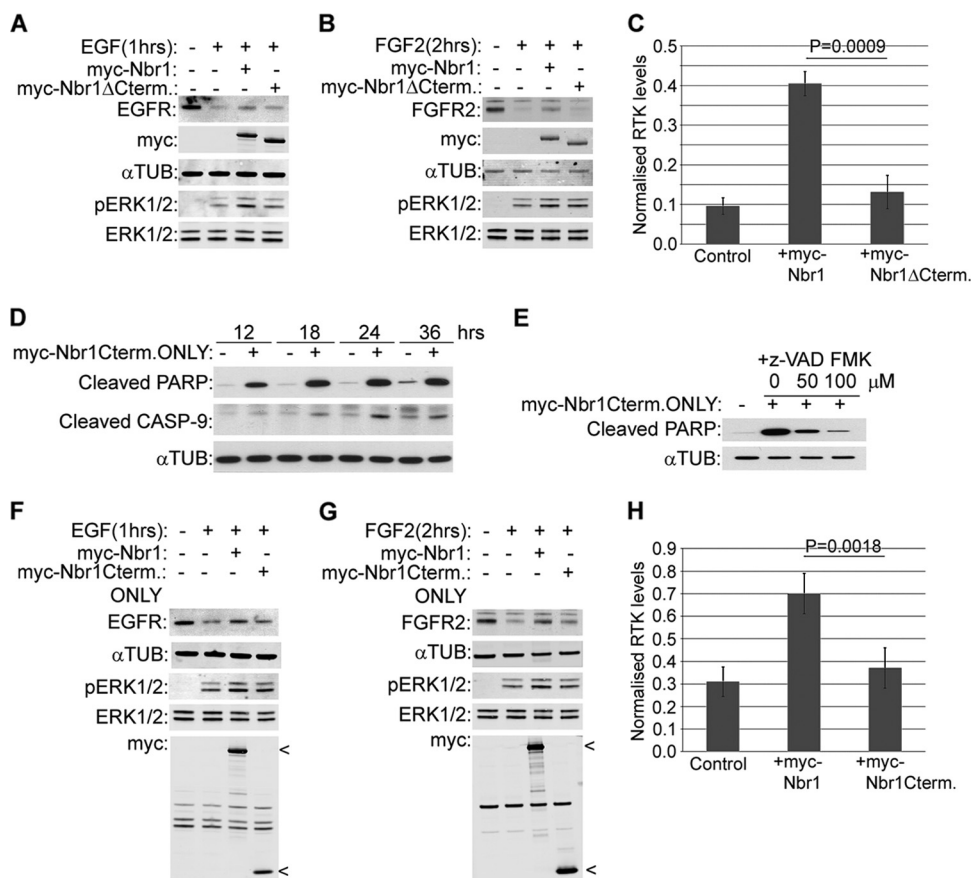 A
EGF(1hrs): - + + +
myc-Nbr1: - - + -
myc-Nbr1ΔCterm.: - - - +
EGFR:
myc:
αTUB:
pERK1/2:
ERK1/2:
B
FGF2(2hrs): - + + +
myc-Nbr1: - - + -
myc-Nbr1ΔCterm.: - - - +
FGFR2:
myc:
αTUB:
pERK1/2:
ERK1/2:
C
P=0.0009
Normalised RTK levels
0.5
0.4
0.3
0.2
0.1
0.0
Control
+myc-
Nbr1
+myc-
Nbr1ΔCterm.
D
12 18 24 36 hrs
myc-Nbr1Cterm.ONLY: - + - + - + - +
Cleaved PARP:
Cleaved CASP-9:
αTUB:
E
+z-VAD FMK
0 50 100 μM
myc-Nbr1Cterm.ONLY: - + + +
Cleaved PARP:
αTUB:
F
EGF(1hrs): - + + +
myc-Nbr1: - - + -
myc-Nbr1Cterm.: - - - +
ONLY
EGFR:
αTUB:
pERK1/2:
ERK1/2:
myc:
<
<
G
FGF2(2hrs): - + + +
myc-Nbr1: - - + -
myc-Nbr1Cterm.: - - - +
ONLY
FGFR2:
αTUB:
pERK1/2:
ERK1/2:
myc:
<
<
H
P=0.0018
Normalised RTK levels
0.9
0.8
0.7
0.6
0.5
0.4
0.3
0.2
0.1
0.0
Control
+myc-
Nbr1
+myc-
Nbr1Cterm.